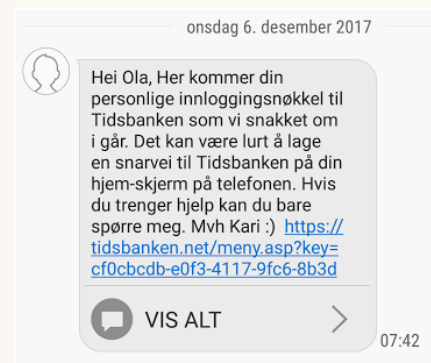 onsdag 6. desember 2017
Hei Ola, Her kommer din
personlige innloggingsnøkkel til
Tidsbanken som vi snakket om
i går. Det kan være lurt å lage
en snarvei til Tidsbanken på din
hjem-skjerm på telefonen. Hvis
du trenger hjelp kan du bare
spørre meg. Mvh Kari :) https://
tidsbanken.net/meny.asp?key=
cf0cbcdb-e0f3-4117-9fc6-8b3d
VIS ALT
07:42